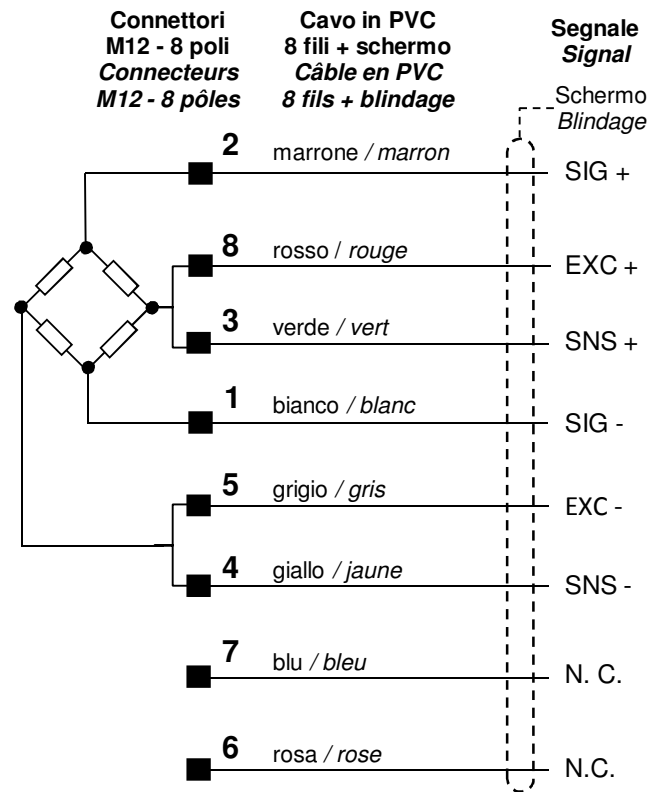 Connettori
M12 - 8 poli
Connecteurs
M12 - 8 pôles
Cavo in PVC
8 fili + schermo
Câble en PVC
8 fils + blindage
Segnale
Signal
Schermo
Blindage
2 marrone / marron SIG +
8 rosso / rouge EXC +
3 verde / vert SNS +
1 bianco / blanc SIG -
5 grigio / gris EXC -
4 giallo / jaune SNS -
7 blu / bleu N. C.
6 rosa / rose N.C.